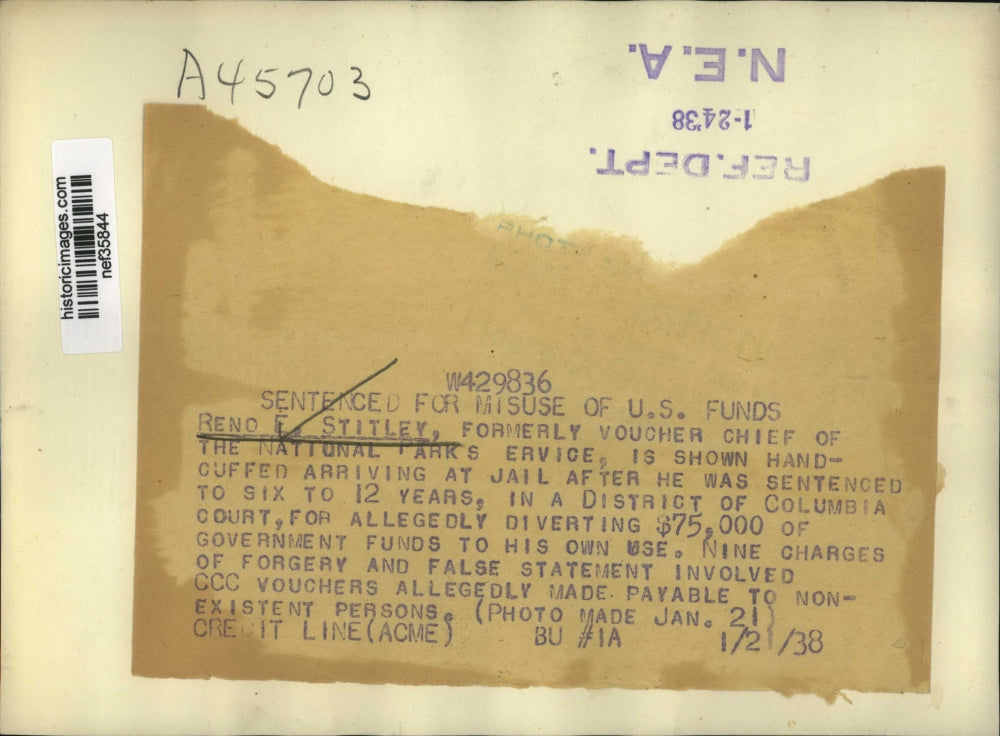 A45703
N.E.A.
1-24'38
REF.DEPT.
historicimages.com
nef35844
PHOT
W429836
SENTENCED FOR MISUSE OF U.S. FUNDS
RENO E. STITLEY, FORMERLY VOUCHER CHIEF OF
THE NATIONAL PARKS ERVICE, IS SHOWN HAND-
CUFFED ARRIVING AT JAIL AFTER HE WAS SENTENCED
TO SIX TO 12 YEARS, IN A DISTRICT OF COLUMBIA
COURT, FOR ALLEGEDLY DIVERTING $75,000 OF
GOVERNMENT FUNDS TO HIS OWN USE. NINE CHARGES
OF FORGERY AND FALSE STATEMENT INVOLVED
CCC VOUCHERS ALLEGEDLY MADE PAYABLE TO NON-
EXISTENT PERSONS. (PHOTO MADE JAN. 21)
CREDIT LINE (ACME) BU #1A 1/21/38